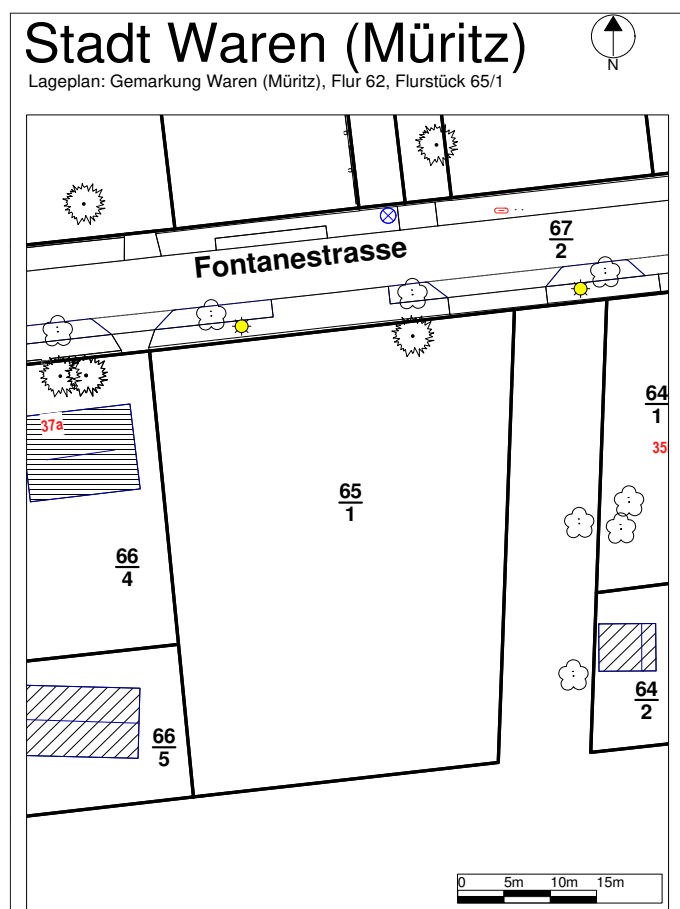 Stadt Waren (Müritz)
N
Lageplan: Gemarkung Waren (Müritz), Flur 62, Flurstück 65/1
67
2
Fontanestrasse
64
1
37a
35
65
1
66
4
64
2
66
5
0 5m 10m 15m